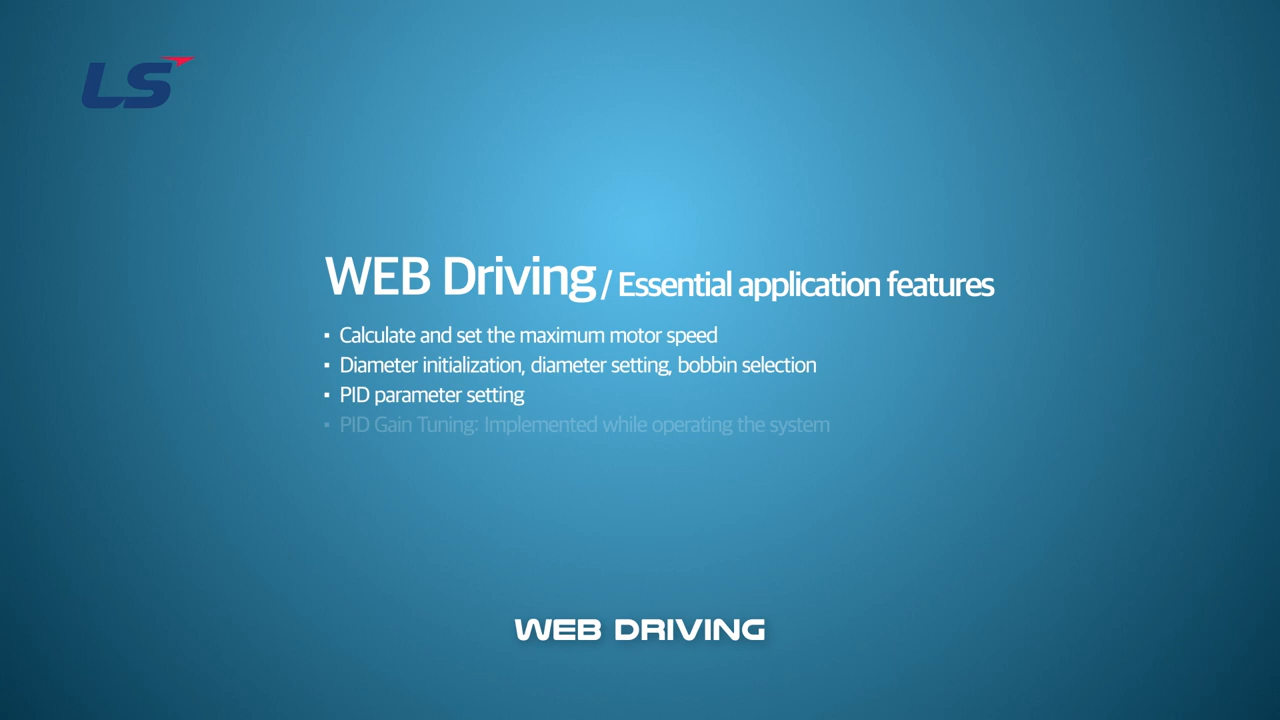 LS
WEB Driving / Essential application features
▪ Calculate and set the maximum motor speed
▪ Diameter initialization, diameter setting, bobbin selection
▪ PID parameter setting
▪ PID Gain Tuning: Implemented while operating the system
WEB DRIVING